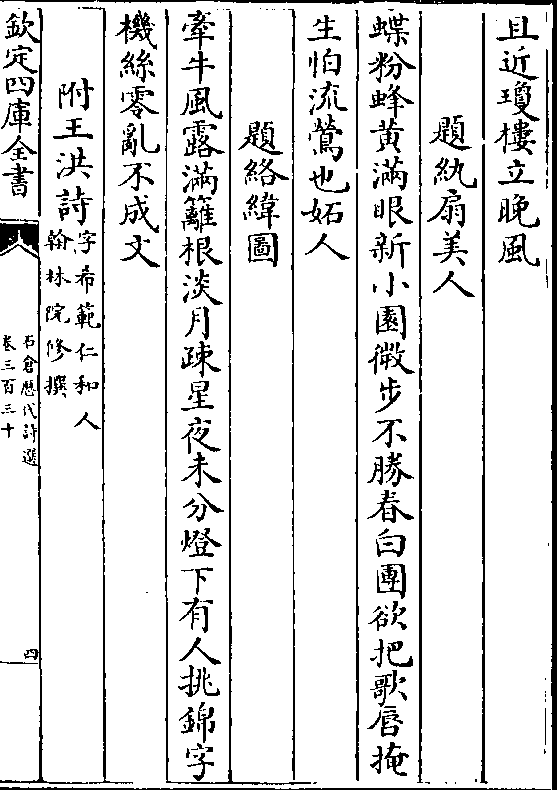 且近瓊樓立晚風
題紈扇美人
蝶粉蜂黃滿眼新小園微步不勝春白團欲把歌唇掩
生怕流鶯也妬人
題絡緯圖
牽牛風露滿籬根淡月疎星夜未分燈下有人挑錦字
機絲零亂不成文
附王洪詩字希範仁和人
翰林院修撰
欽定四庫全書
石倉歷代詩選
卷三百三十
四